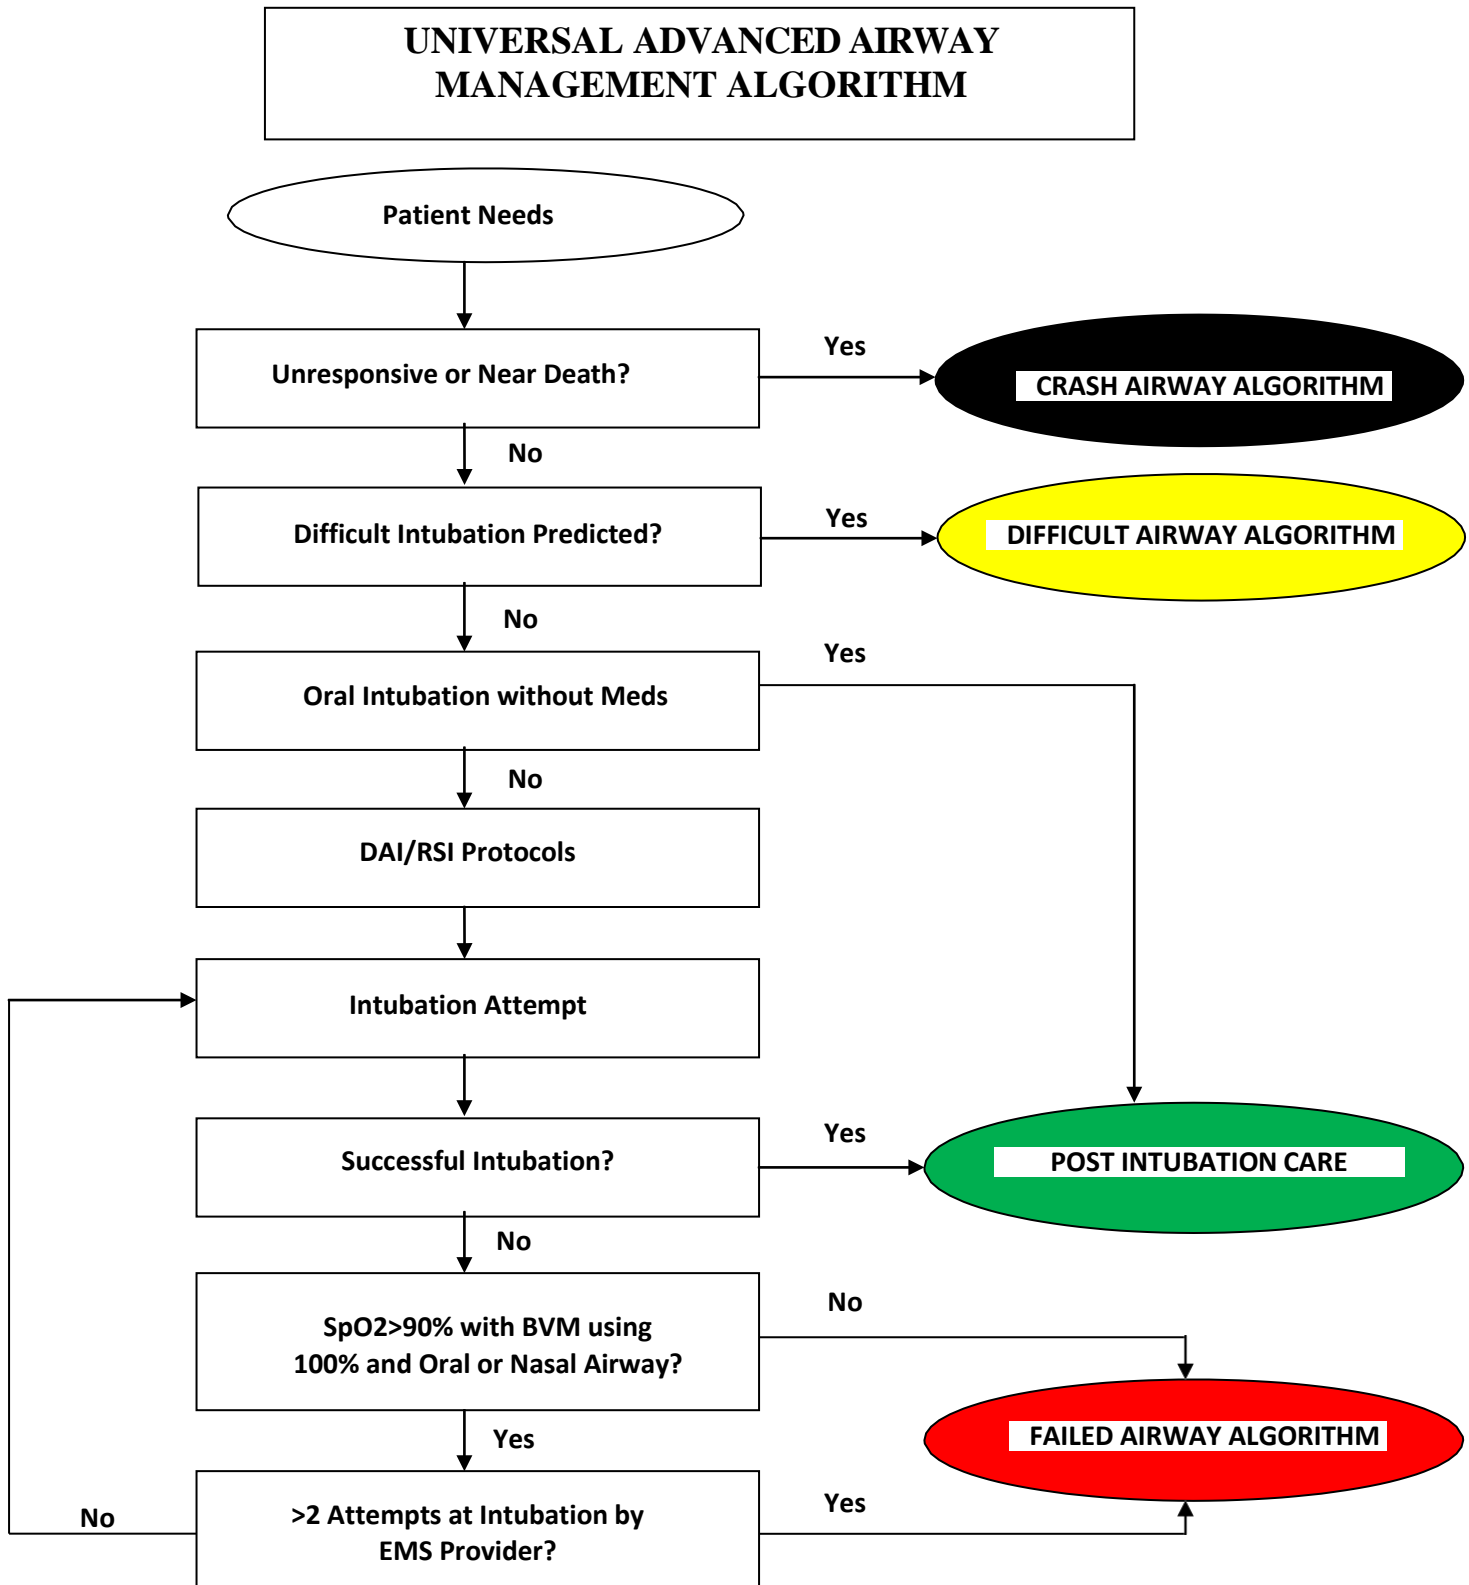 UNIVERSAL ADVANCED AIRWAY
MANAGEMENT ALGORITHM
Patient Needs
Unresponsive or Near Death?
Yes
CRASH AIRWAY ALGORITHM
No
Difficult Intubation Predicted?
Yes
DIFFICULT AIRWAY ALGORITHM
No
Oral Intubation without Meds
Yes
No
DAI/RSI Protocols
Intubation Attempt
Successful Intubation?
Yes
POST INTUBATION CARE
No
SpO2>90% with BVM using
100% and Oral or Nasal Airway?
No
FAILED AIRWAY ALGORITHM
Yes
>2 Attempts at Intubation by
EMS Provider?
Yes
No